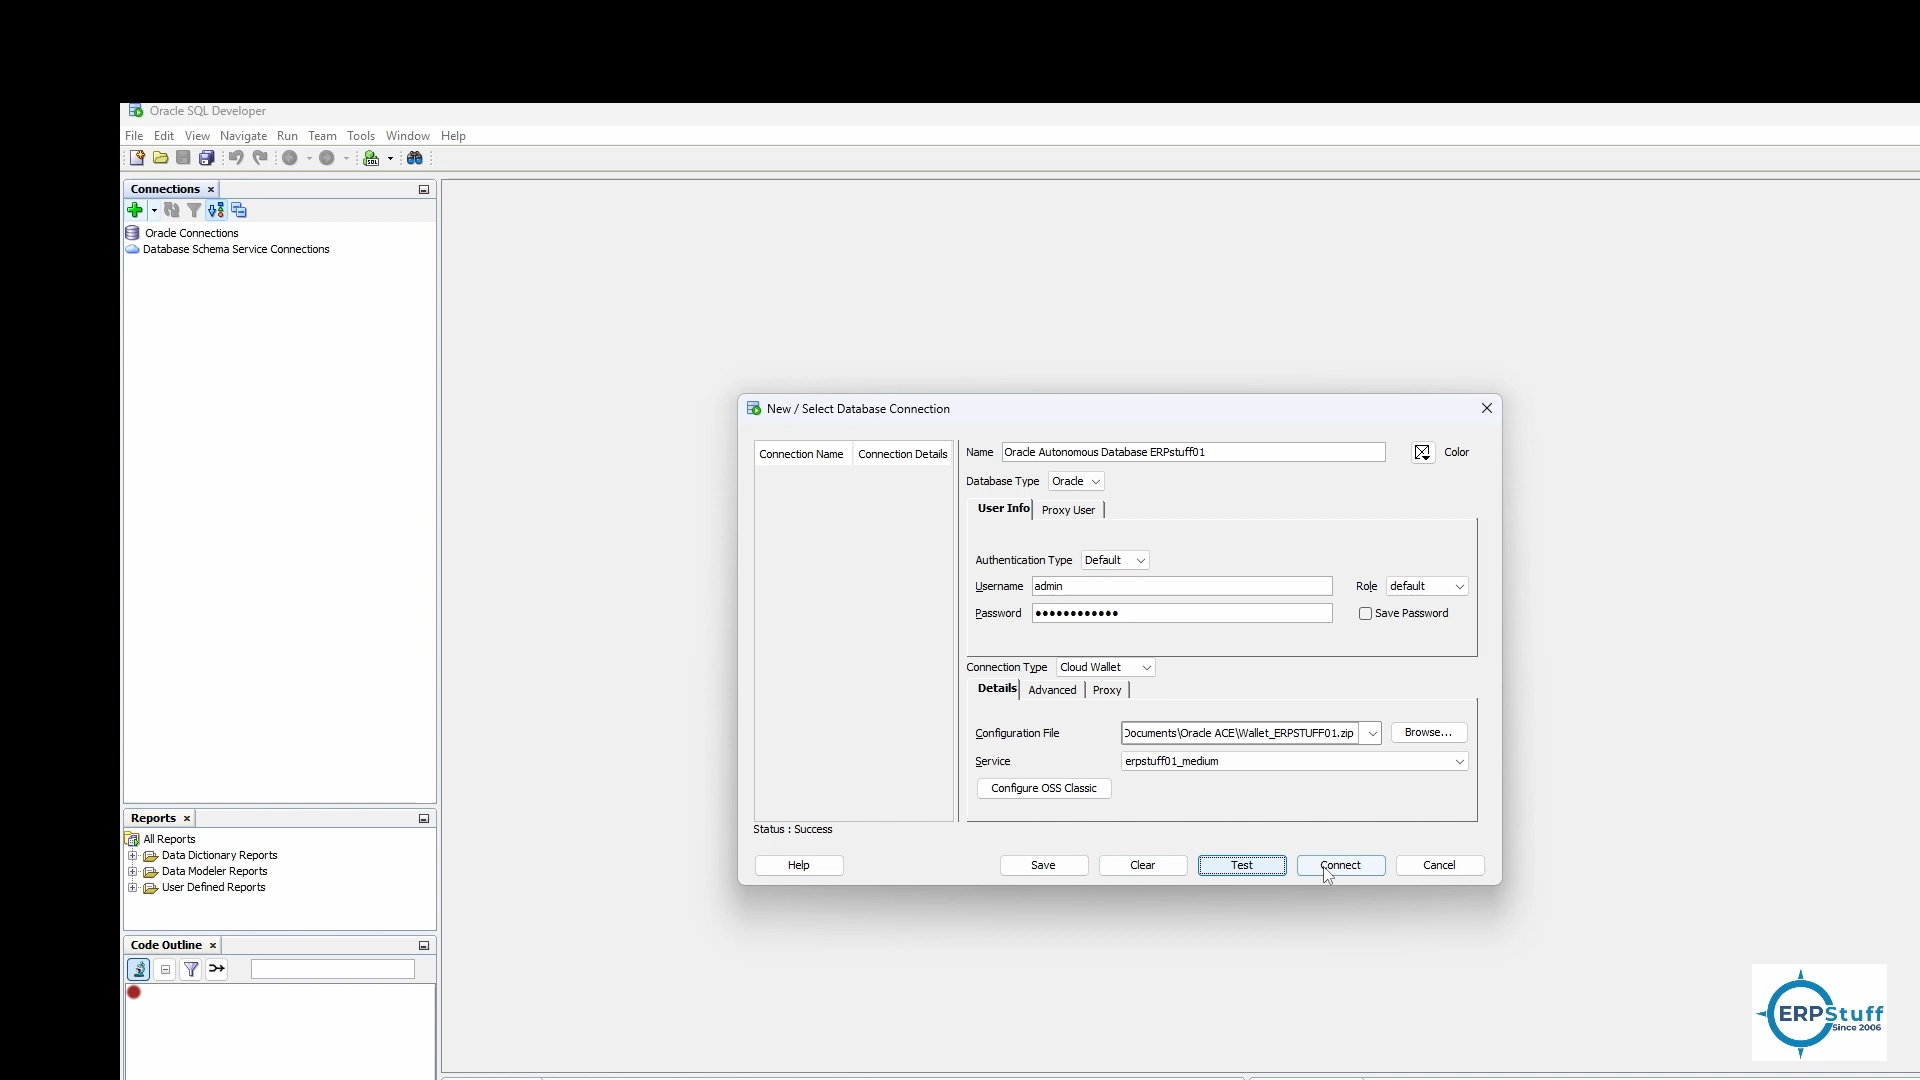 Oracle SQL Developer
File Edit View Navigate Run Team Tools Window Help
Connections
Oracle Connections
Database Schema Service Connections
New / Select Database Connection
Connection Name Connection Details
Name Oracle Autonomous Database ERPstuff01 Color
Database Type Oracle
User Info Proxy User
Authentication Type Default
Username admin Role default
Password ●●●●●●●●●●●● Save Password
Connection Type Cloud Wallet
Details Advanced Proxy
Configuration File Documents\Oracle ACE\Wallet_ERPSTUFF01.zip Browse...
Service erpstuff01_medium
Configure OSS Classic
Status : Success
Help Save Clear Test Connect Cancel
Reports
All Reports
Data Dictionary Reports
Data Modeler Reports
User Defined Reports
Code Outline
ERPStuff
Since 2006